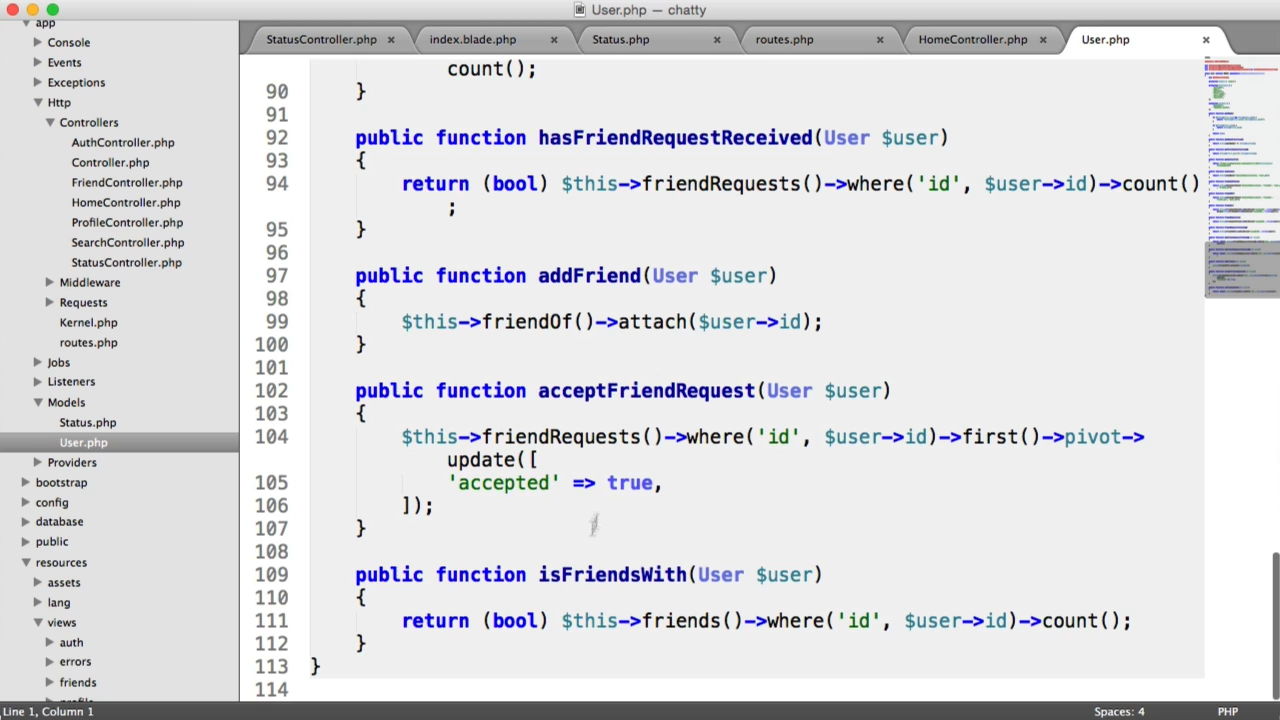 User.php — chatty
StatusController.php ×
index.blade.php ×
Status.php ×
routes.php ×
HomeController.php ×
User.php ×
app
Console
Events
Exceptions
Http
Controllers
AuthController.php
Controller.php
FriendController.php
HomeController.php
ProfileController.php
SearchController.php
StatusController.php
Middleware
Requests
Kernel.php
routes.php
Jobs
Listeners
Models
Status.php
User.php
Providers
bootstrap
config
database
public
resources
assets
lang
views
auth
errors
friends
count();
90 }
91
92 public function hasFriendRequestReceived(User $user)
93 {
94 return (bool) $this->friendRequests()->where('id', $user->id)->count()
;
95 }
96
97 public function addFriend(User $user)
98 {
99 $this->friendOf()->attach($user->id);
100 }
101
102 public function acceptFriendRequest(User $user)
103 {
104 $this->friendRequests()->where('id', $user->id)->first()->pivot->
update([
105 'accepted' => true,
106 ]);
107 }
108
109 public function isFriendsWith(User $user)
110 {
111 return (bool) $this->friends()->where('id', $user->id)->count();
112 }
113 }
114
Line 1, Column 1
Spaces: 4
PHP